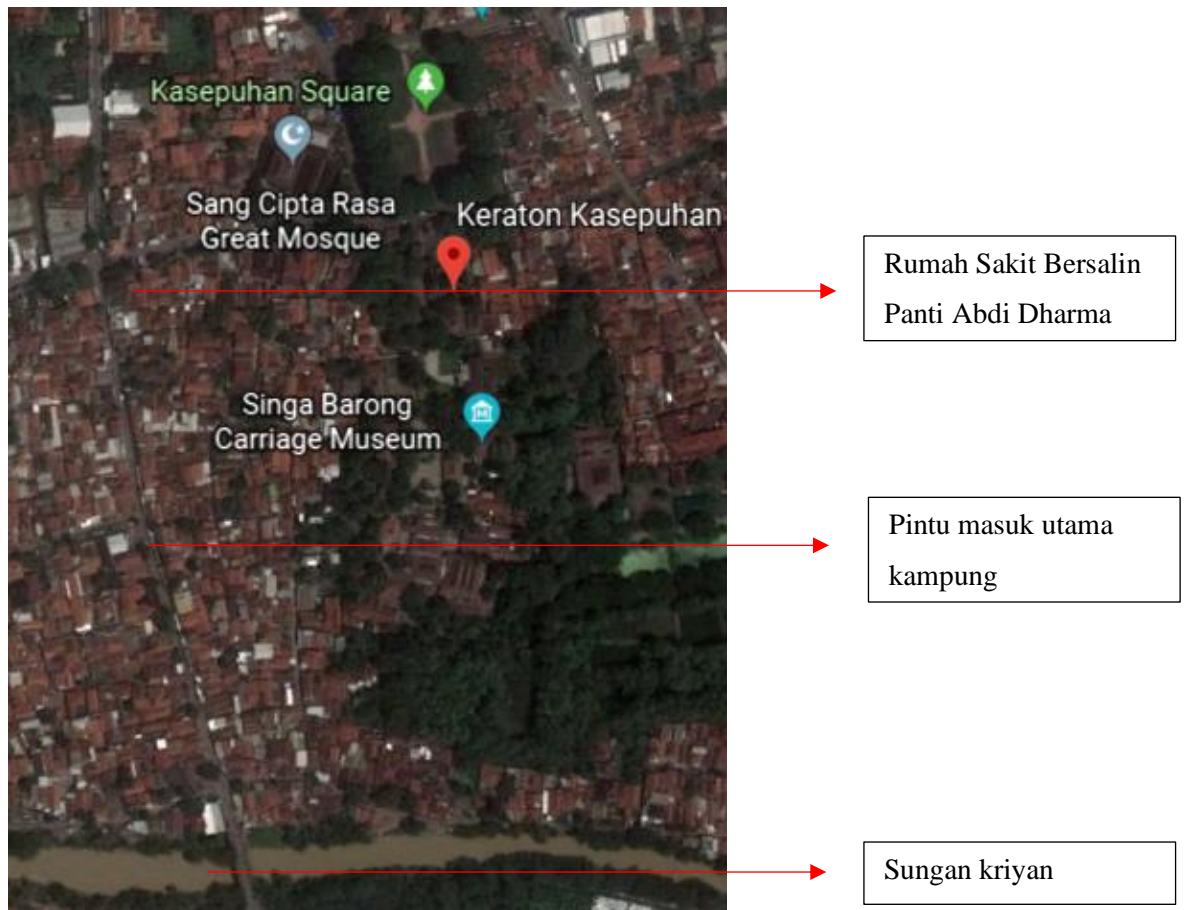 Kasepuhan Square
Sang Cipta Rasa
Great Mosque
Keraton Kasepuhan
Rumah Sakit Bersalin
Panti Abdi Dharma
Singa Barong
Carriage Museum
M
Pintu masuk utama
kampung
Sungan kriyan